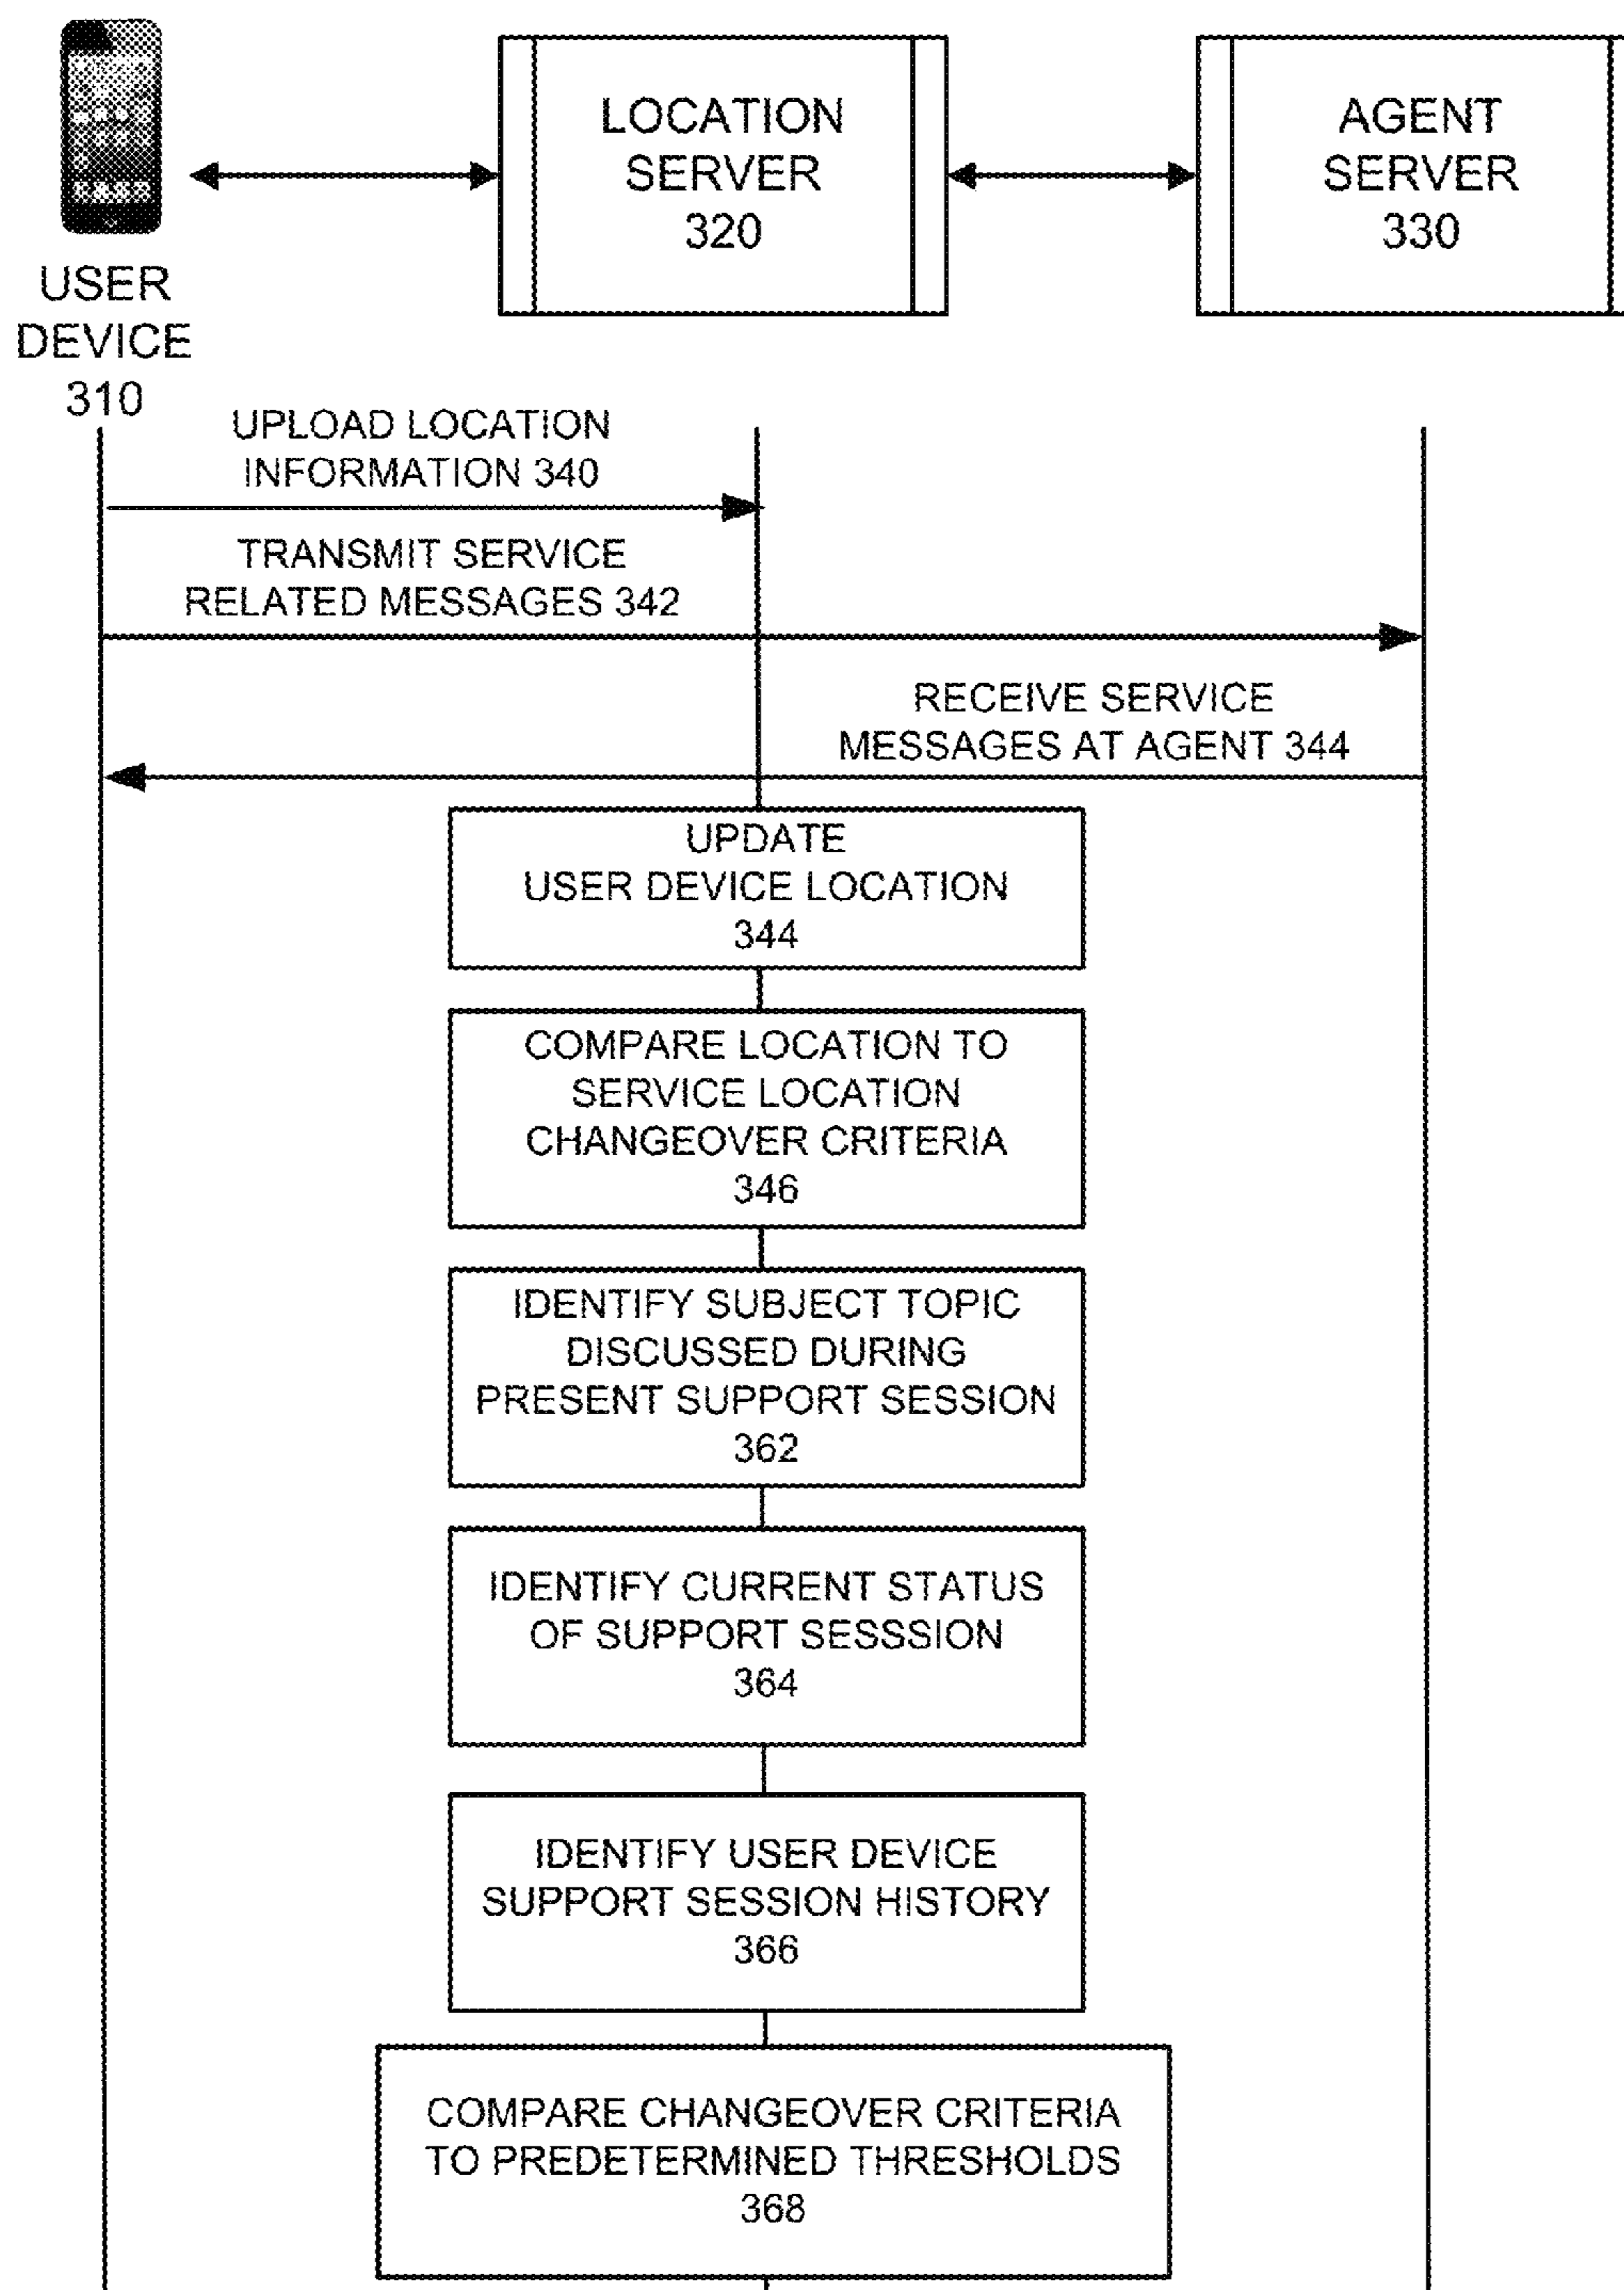 LOCATION
SERVER
320
AGENT
SERVER
330
USER
DEVICE
310
UPLOAD LOCATION
INFORMATION 340
TRANSMIT SERVICE
RELATED MESSAGES 342
RECEIVE SERVICE
MESSAGES AT AGENT 344
UPDATE
USER DEVICE LOCATION
344
COMPARE LOCATION TO
SERVICE LOCATION
CHANGEOVER CRITERIA
346
IDENTIFY SUBJECT TOPIC
DISCUSSED DURING
PRESENT SUPPORT SESSION
362
IDENTIFY CURRENT STATUS
OF SUPPORT SESSSION
364
IDENTIFY USER DEVICE
SUPPORT SESSION HISTORY
366
COMPARE CHANGEOVER CRITERIA
TO PREDETERMINED THRESHOLDS
368